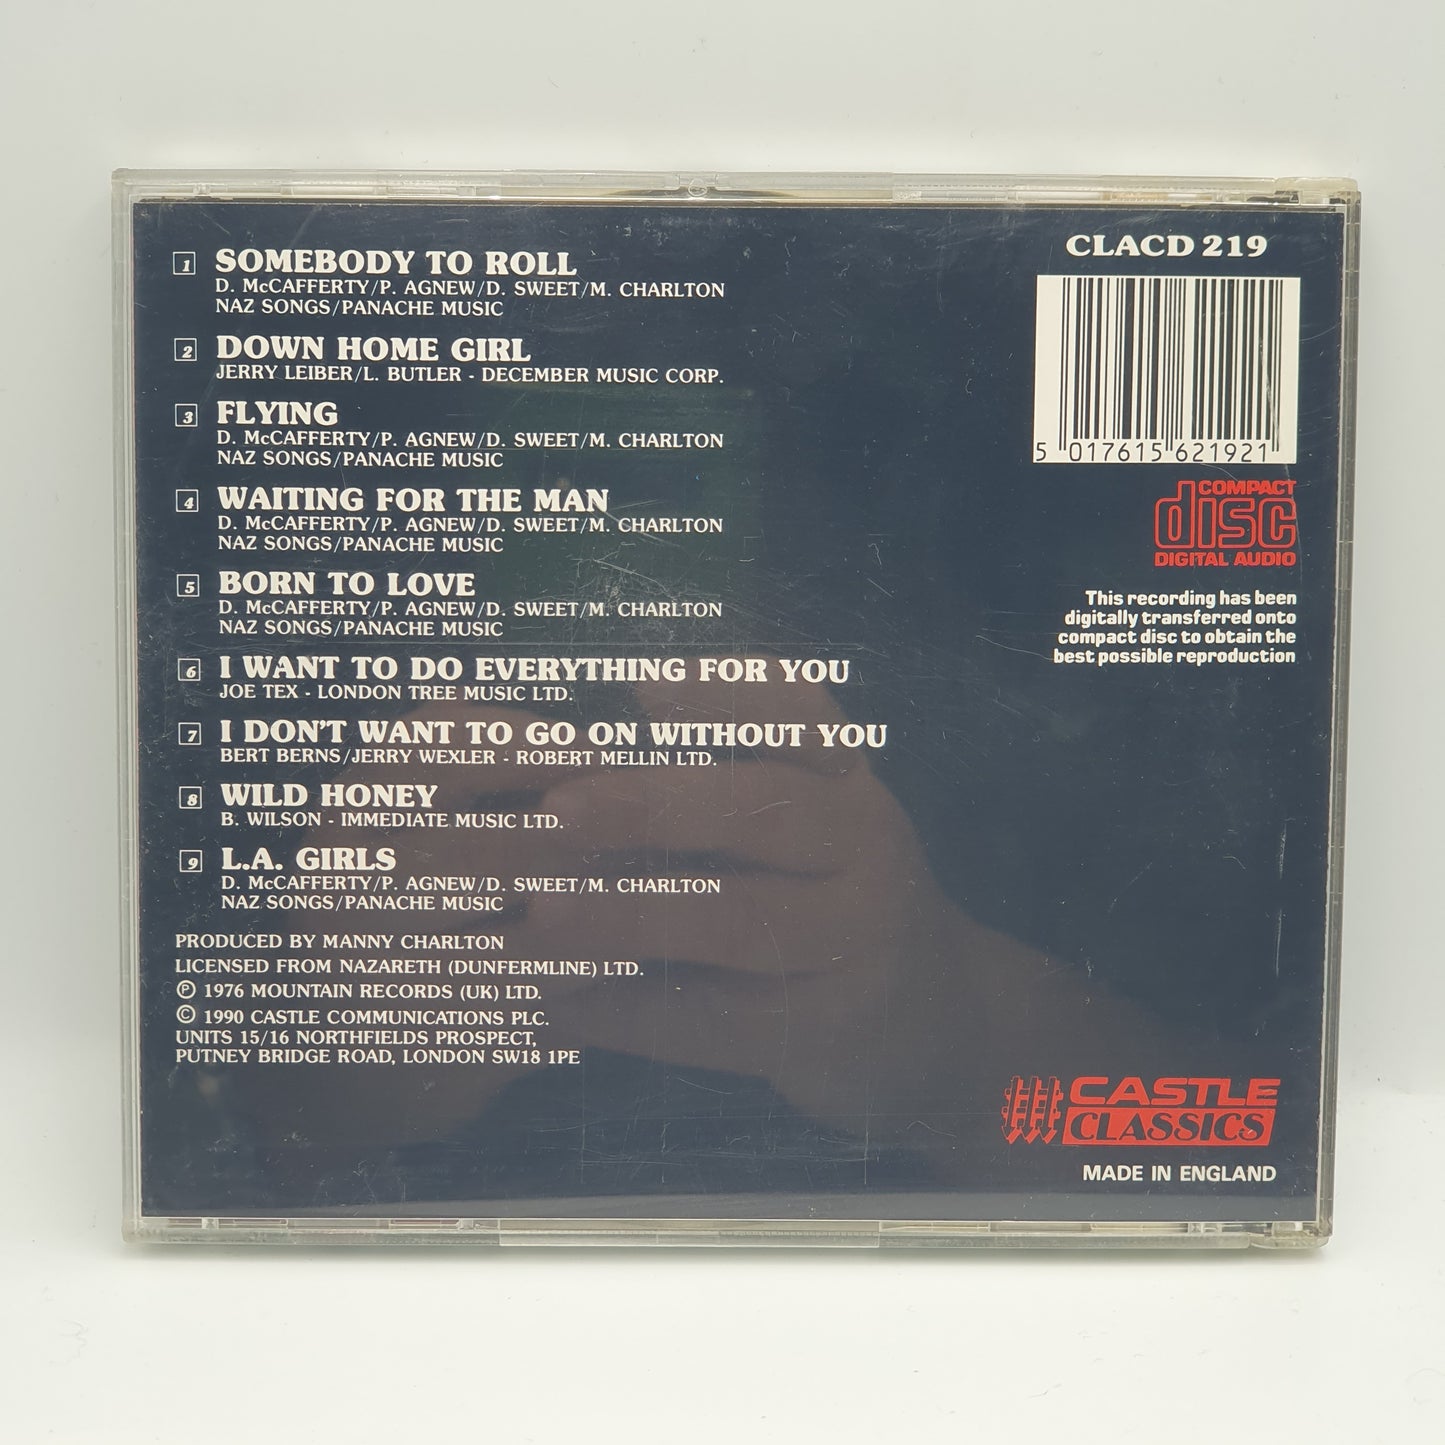 1 SOMEBODY TO ROLL
D. McCAFFERTY/P. AGNEW/D. SWEET/M. CHARLTON
NAZ SONGS/PANACHE MUSIC
2 DOWN HOME GIRL
JERRY LEIBER/L. BUTLER - DECEMBER MUSIC CORP.
3 FLYING
D. McCAFFERTY/P. AGNEW/D. SWEET/M. CHARLTON
NAZ SONGS/PANACHE MUSIC
4 WAITING FOR THE MAN
D. McCAFFERTY/P. AGNEW/D. SWEET/M. CHARLTON
NAZ SONGS/PANACHE MUSIC
5 BORN TO LOVE
D. McCAFFERTY/P. AGNEW/D. SWEET/M. CHARLTON
NAZ SONGS/PANACHE MUSIC
6 I WANT TO DO EVERYTHING FOR YOU
JOE TEX - LONDON TREE MUSIC LTD.
7 I DON'T WANT TO GO ON WITHOUT YOU
BERT BERNS/JERRY WEXLER - ROBERT MELLIN LTD.
8 WILD HONEY
B. WILSON - IMMEDIATE MUSIC LTD.
9 L.A. GIRLS
D. McCAFFERTY/P. AGNEW/D. SWEET/M. CHARLTON
NAZ SONGS/PANACHE MUSIC
PRODUCED BY MANNY CHARLTON
LICENSED FROM NAZARETH (DUNFERMLINE) LTD.
℗ 1976 MOUNTAIN RECORDS (UK) LTD.
© 1990 CASTLE COMMUNICATIONS PLC.
UNITS 15/16 NORTHFIELDS PROSPECT,
PUTNEY BRIDGE ROAD, LONDON SW18 1PE
CLACD 219
5 017615 621921
COMPACT
disc
DIGITAL AUDIO
This recording has been
digitally transferred onto
compact disc to obtain the
best possible reproduction
CASTLE
CLASSICS
MADE IN ENGLAND